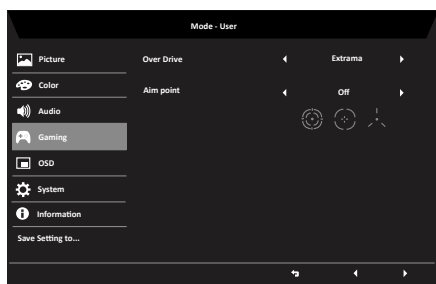 Mode - User
Picture
Over Drive
Extrama
Color
Aim point
Off
Audio
Gaming
OSD
System
Information
Save Setting to...